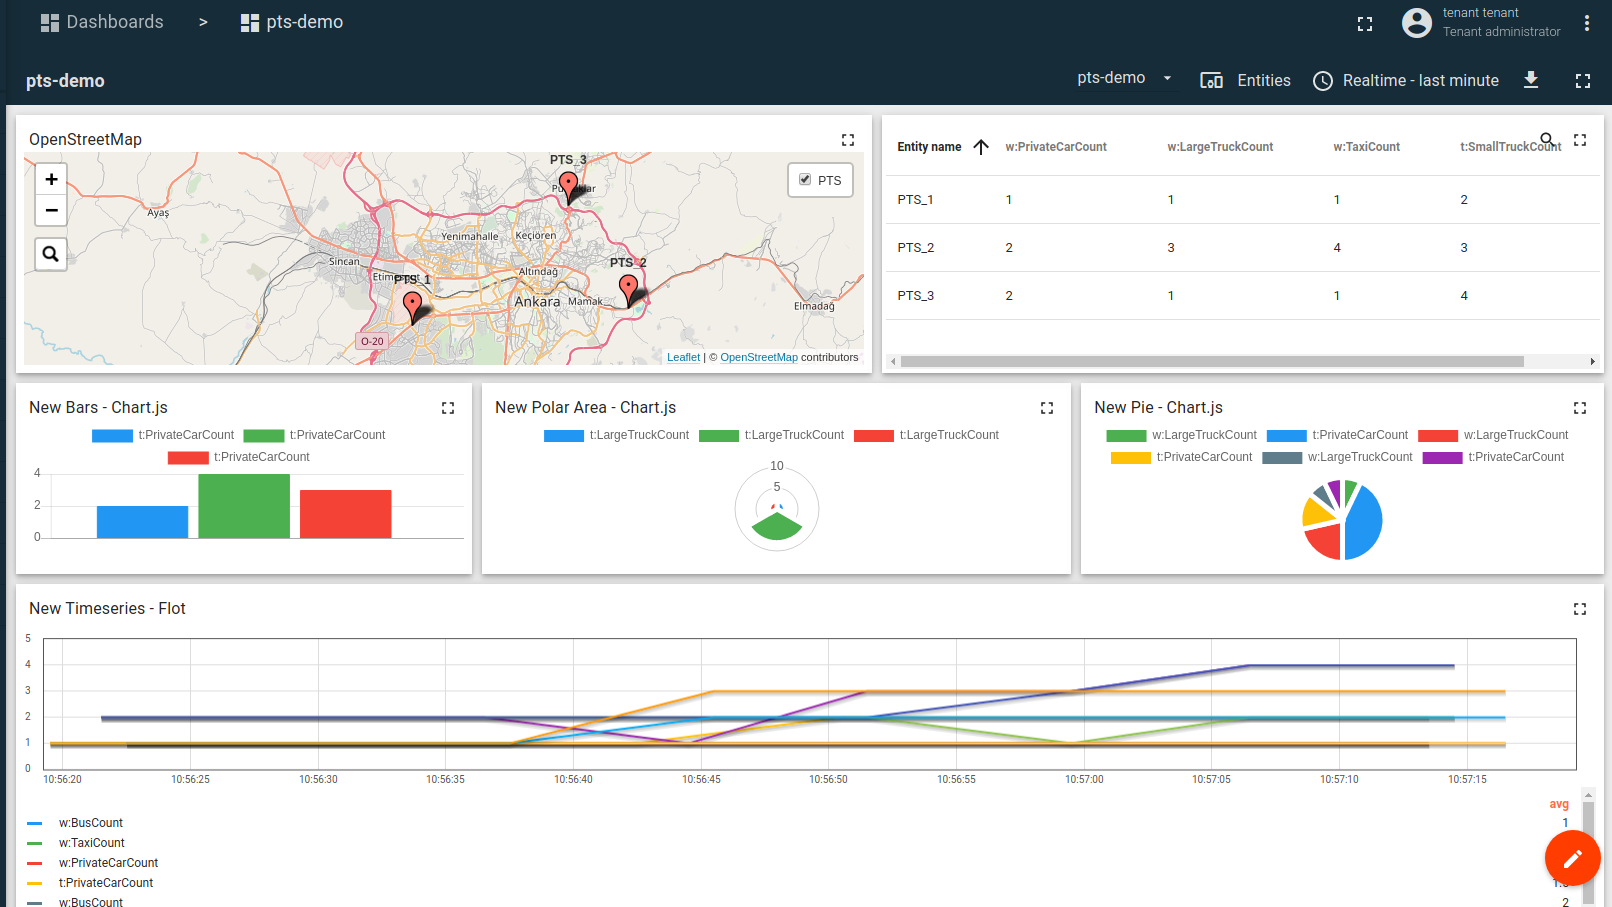 Dashboards > pts-demo
tenant tenant
Tenant administrator
pts-demo
pts-demo Entities Realtime - last minute
OpenStreetMap
+
−
PTS
PTS_3
Ayaş
Yenimahalle Keçiören
Sincan
Altındağ
PTS_2
PTS_1
Ankara Mamak
Elmadağ
O-20
Leaflet | © OpenStreetMap contributors
Entity name w:PrivateCarCount w:LargeTruckCount w:TaxiCount t:SmallTruckCount
PTS_1 1 1 1 2
PTS_2 2 3 4 3
PTS_3 2 1 1 4
New Bars - Chart.js
t:PrivateCarCount t:PrivateCarCount
t:PrivateCarCount
4
2
0
New Polar Area - Chart.js
t:LargeTruckCount t:LargeTruckCount t:LargeTruckCount
10
5
New Pie - Chart.js
w:LargeTruckCount t:PrivateCarCount w:LargeTruckCount
t:PrivateCarCount w:LargeTruckCount t:PrivateCarCount
New Timeseries - Flot
5
4
3
2
1
0
10:56:20 10:56:25 10:56:30 10:56:35 10:56:40 10:56:45 10:56:50 10:56:55 10:57:00 10:57:05 10:57:10 10:57:15
avg
w:BusCount 1
w:TaxiCount
w:PrivateCarCount
t:PrivateCarCount
w:BusCount 2